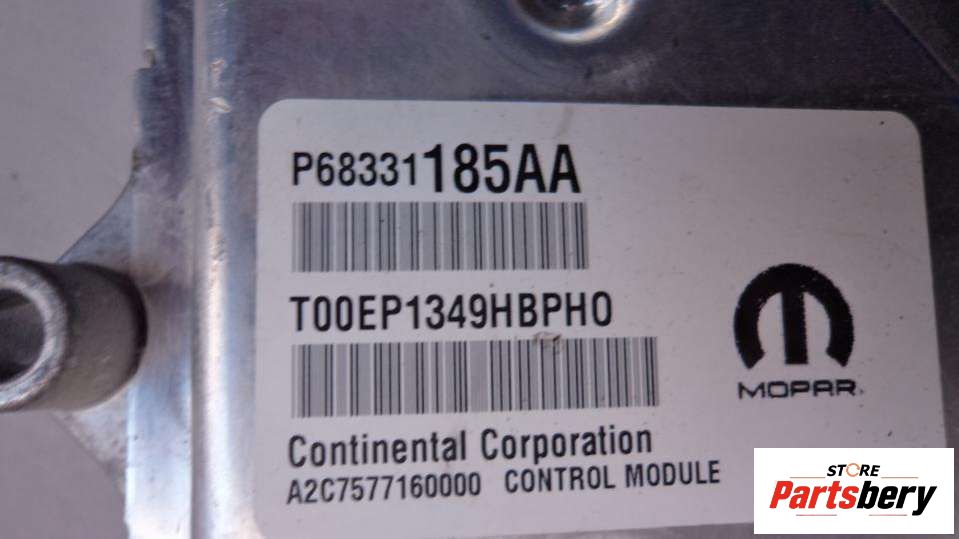 P68331185AA
T00EP1349HBPH0
MOPAR
Continental Corporation
A2C7577160000 CONTROL MODULE
STORE
Partsbery